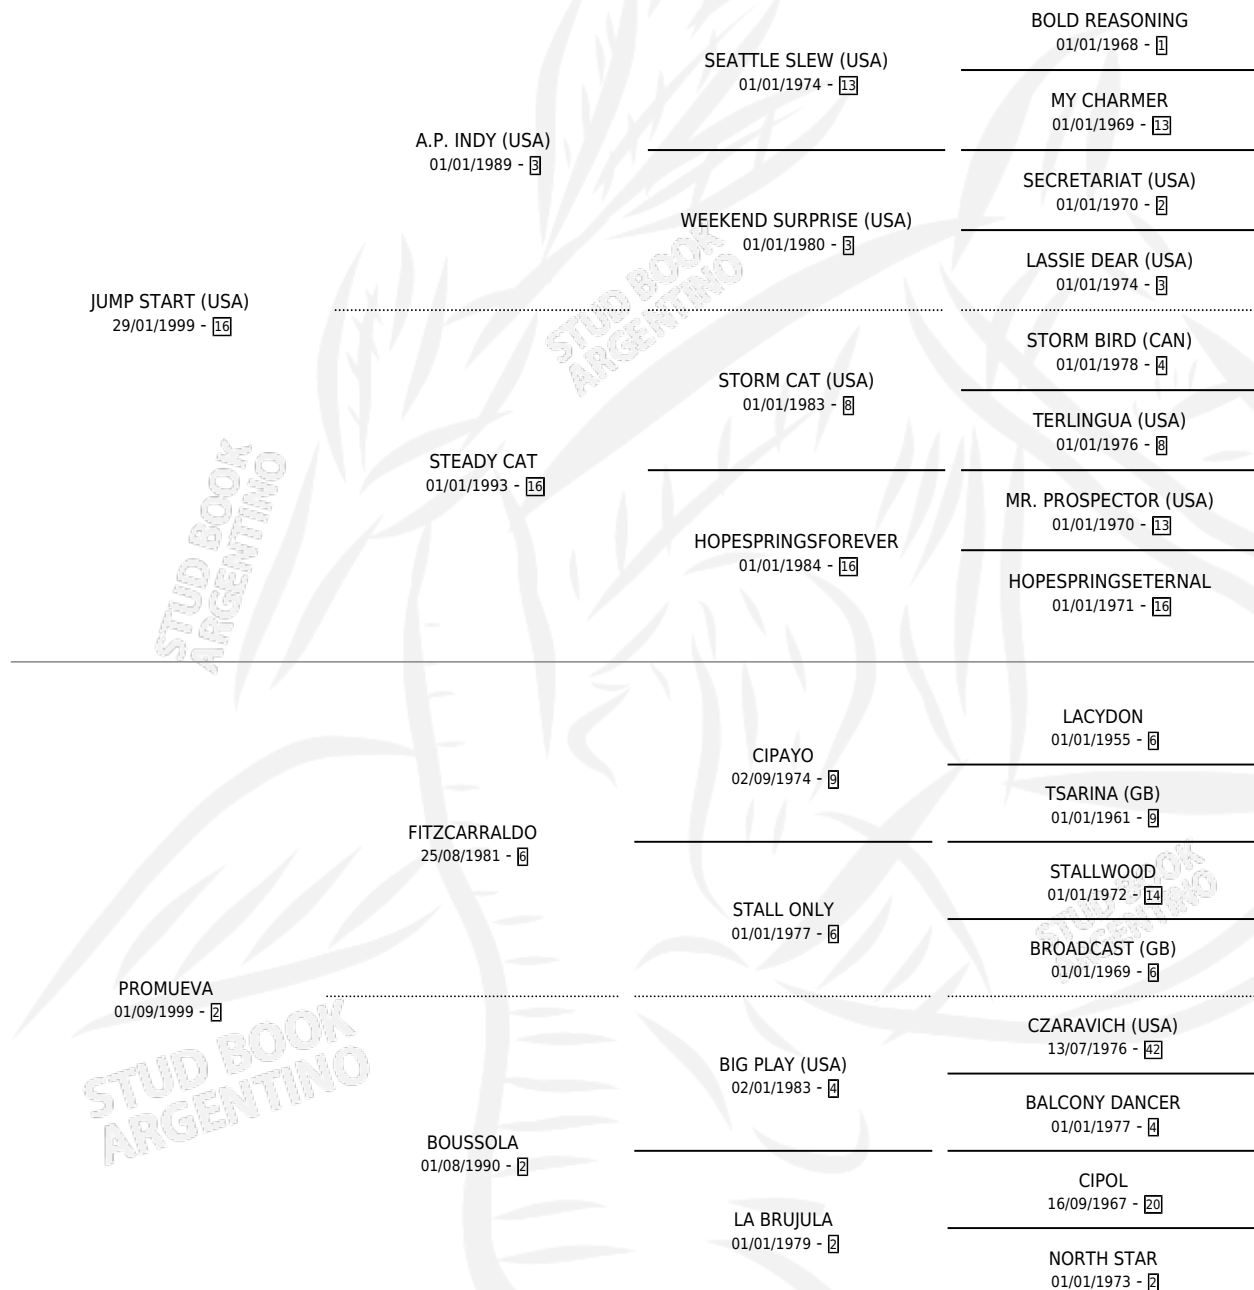 BOLD REASONING
01/01/1968 - 1
SEATTLE SLEW (USA)
01/01/1974 - 13
MY CHARMER
01/01/1969 - 13
A.P. INDY (USA)
01/01/1989 - 3
SECRETARIAT (USA)
01/01/1970 - 2
WEEKEND SURPRISE (USA)
01/01/1980 - 3
LASSIE DEAR (USA)
01/01/1974 - 3
JUMP START (USA)
29/01/1999 - 16
STORM BIRD (CAN)
01/01/1978 - 4
STORM CAT (USA)
01/01/1983 - 8
TERLINGUA (USA)
01/01/1976 - 8
STEADY CAT
01/01/1993 - 16
MR. PROSPECTOR (USA)
01/01/1970 - 13
HOPESPRINGSFOREVER
01/01/1984 - 16
HOPESPRINGSETERNAL
01/01/1971 - 16
LACYDON
01/01/1955 - 6
CIPAYO
02/09/1974 - 9
TSARINA (GB)
01/01/1961 - 9
FITZCARRALDO
25/08/1981 - 6
STALLWOOD
01/01/1972 - 14
STALL ONLY
01/01/1977 - 6
BROADCAST (GB)
01/01/1969 - 6
PROMUEVA
01/09/1999 - 2
CZARAVICH (USA)
13/07/1976 - 42
BIG PLAY (USA)
02/01/1983 - 4
BALCONY DANCER
01/01/1977 - 4
BOUSSOLA
01/08/1990 - 2
CIPOL
16/09/1967 - 20
LA BRUJULA
01/01/1979 - 2
NORTH STAR
01/01/1973 - 2
STUD BOOK
ARGENTINO
STUD BOOK
ARGENTINO
STUD BOOK
ARGENTINO
STUD BOOK
ARGENTINO